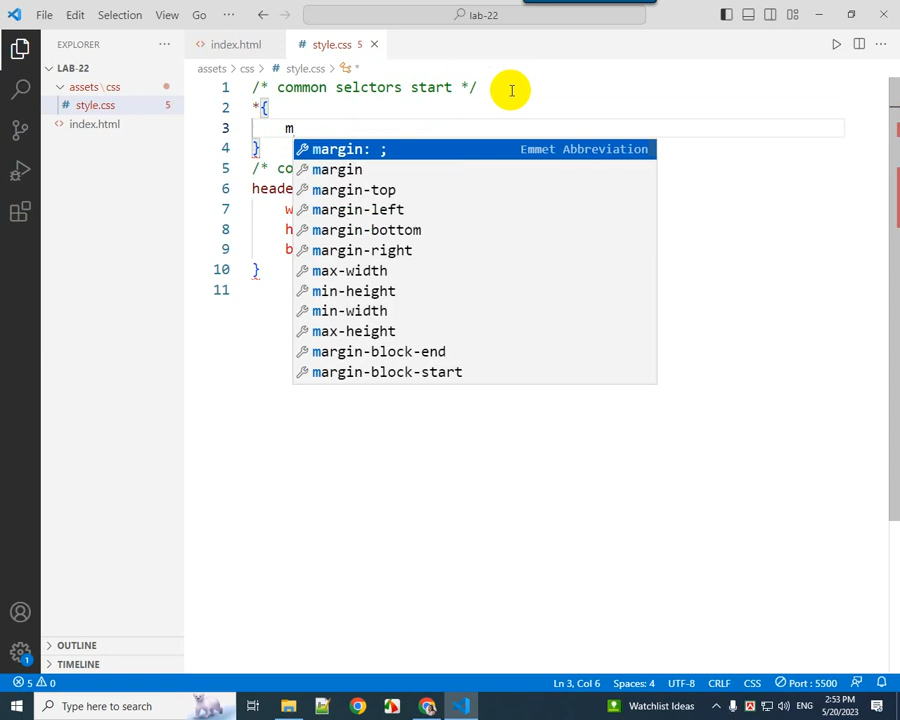 File Edit Selection View Go ··· lab-22
EXPLORER ···
index.html style.css 5
LAB-22
assets > css > # style.css > *
assets\css
# style.css 5
index.html
1 /* common selctors start */
2 *{
3 m
4 }
5 /* co
6 heade
7 w
8 h
9 b
10 }
11
margin: ; Emmet Abbreviation
margin
margin-top
margin-left
margin-bottom
margin-right
max-width
min-height
min-width
max-height
margin-block-end
margin-block-start
OUTLINE
TIMELINE
1
5 0 Ln 3, Col 6 Spaces: 4 UTF-8 CRLF CSS Port : 5500
Type here to search Watchlist Ideas ENG 2:53 PM
5/20/2023